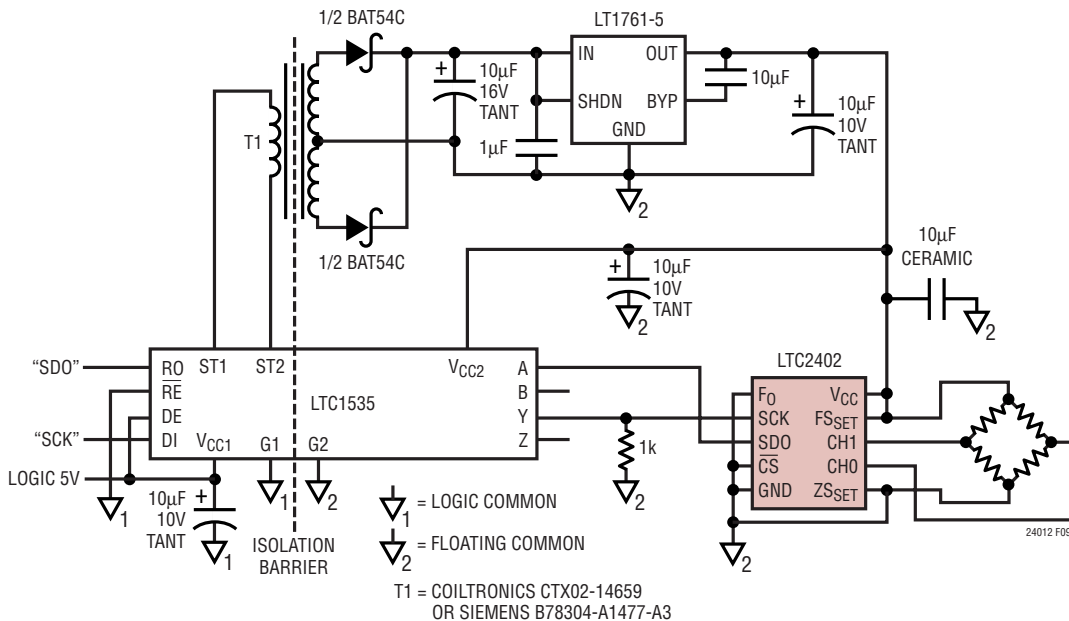 1/2 BAT54C
LT1761-5
IN
OUT
SHDN
BYP
GND
T1
+
10µF
16V
TANT
1µF
10µF
+
10µF
10V
TANT
2
1/2 BAT54C
+
10µF
10V
TANT
2
10µF
CERAMIC
2
"SDO"
"SCK"
LOGIC 5V
RO
RE
DE
DI
ST1
ST2
VCC2
LTC1535
VCC1
G1
G2
A
B
Y
Z
1k
2
LTC2402
FO
SCK
SDO
CS
GND
VCC
FSSET
CH1
CH0
ZSSET
2
1
10µF
10V
TANT
+
1
1
2
ISOLATION
BARRIER
1 = LOGIC COMMON
2 = FLOATING COMMON
T1 = COILTRONICS CTX02-14659
OR SIEMENS B78304-A1477-A3
24012 F09